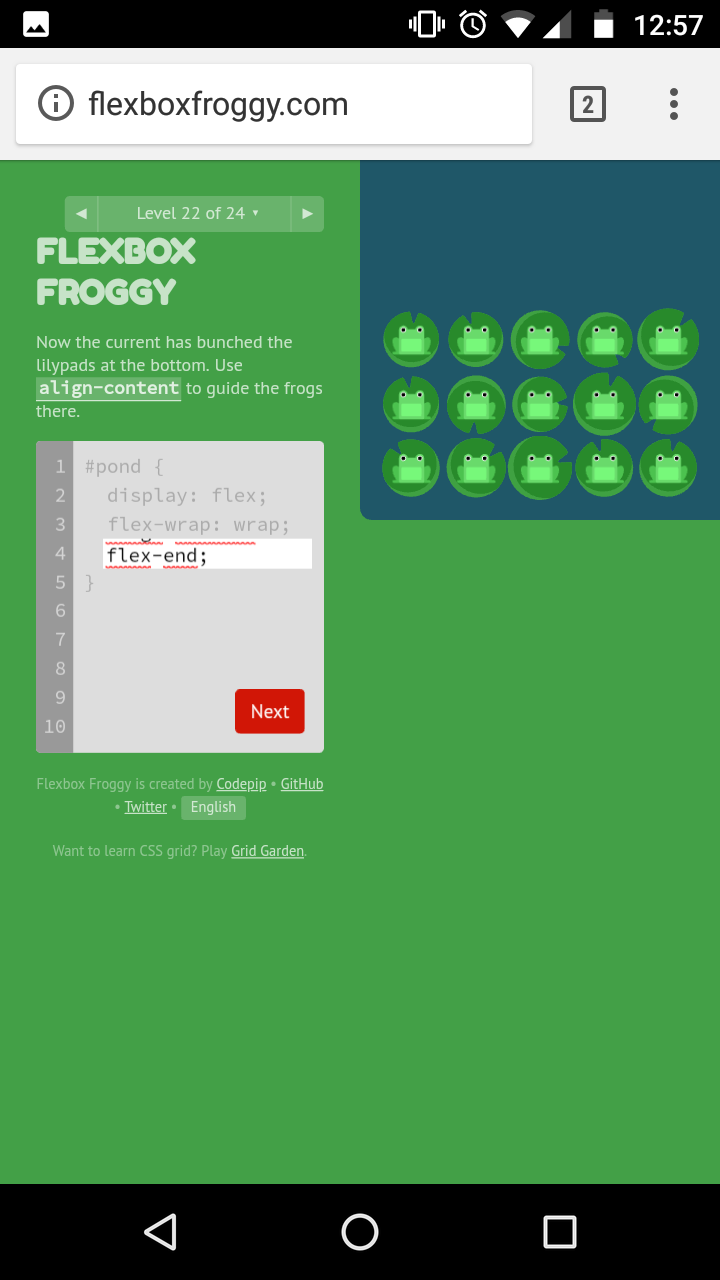 12:57
flexboxfroggy.com
2
◀ Level 22 of 24 ▾ ▶
FLEXBOX
FROGGY
Now the current has bunched the
lilypads at the bottom. Use
align-content to guide the frogs
there.
1 #pond {
2 display: flex;
3 flex-wrap: wrap;
4 flex-end;
5 }
6
7
8
9
10
Next
Flexbox Froggy is created by Codepip • GitHub
• Twitter • English
Want to learn CSS grid? Play Grid Garden.